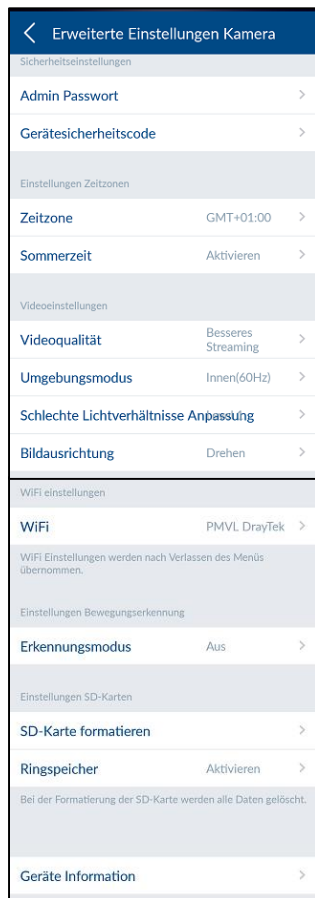 Erweiterte Einstellungen Kamera
Sicherheitseinstellungen
Admin Passwort
Gerätesicherheitscode
Einstellungen Zeitzonen
Zeitzone GMT+01:00
Sommerzeit Aktivieren
Videoeinstellungen
Videoqualität Besseres
Streaming
Umgebungsmodus Innen(60Hz)
Schlechte Lichtverhältnisse Anpassung
Bildausrichtung Drehen
WiFi einstellungen
WiFi PMVL DrayTek
WiFi Einstellungen werden nach Verlassen des Menüs
übernommen.
Einstellungen Bewegungserkennung
Erkennungsmodus Aus
Einstellungen SD-Karten
SD-Karte formatieren
Ringspeicher Aktivieren
Bei der Formatierung der SD-Karte werden alle Daten gelöscht.
Geräte Information